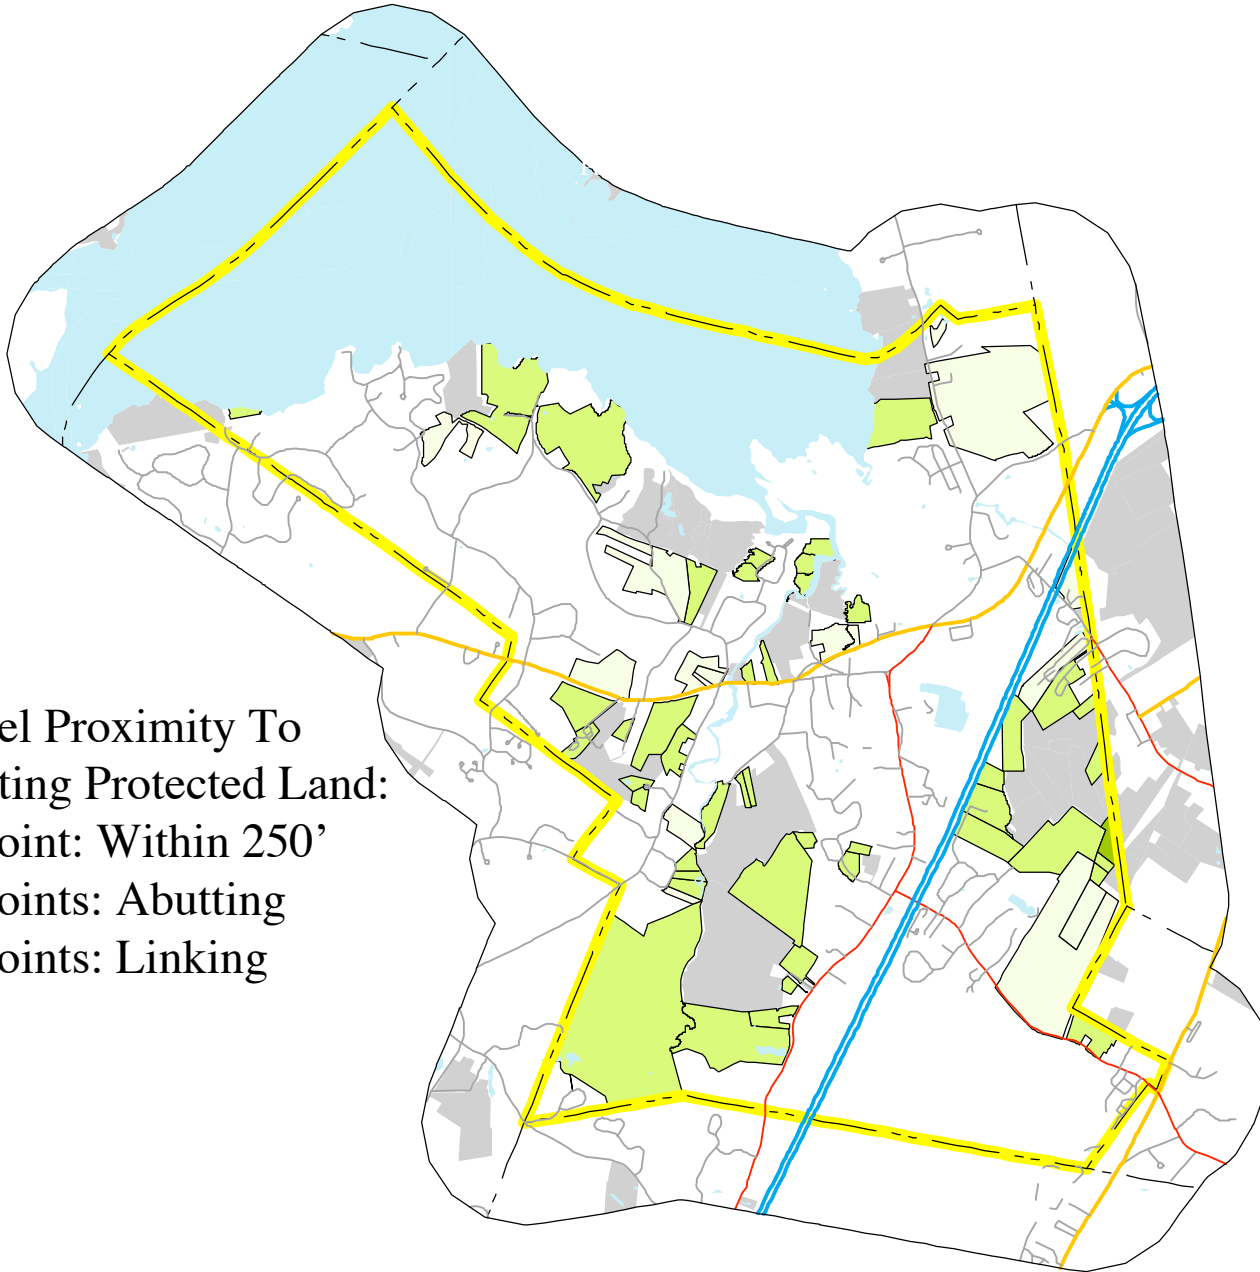 el Proximity To
ting Protected Land:
oint: Within 250’
oints: Abutting
oints: Linking